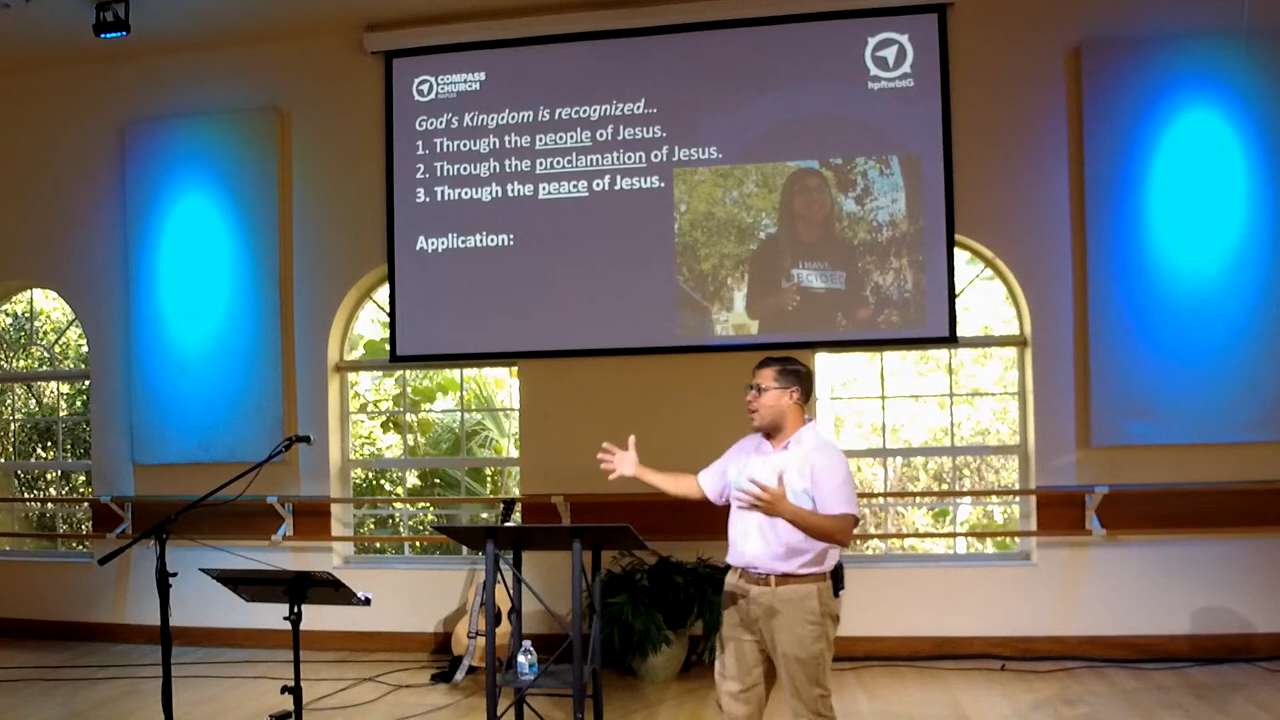 COMPASS
CHURCH
NAPLES
hpftwbtG
God's Kingdom is recognized...
1. Through the people of Jesus.
2. Through the proclamation of Jesus.
3. Through the peace of Jesus.
Application:
I HAVE
DECIDED